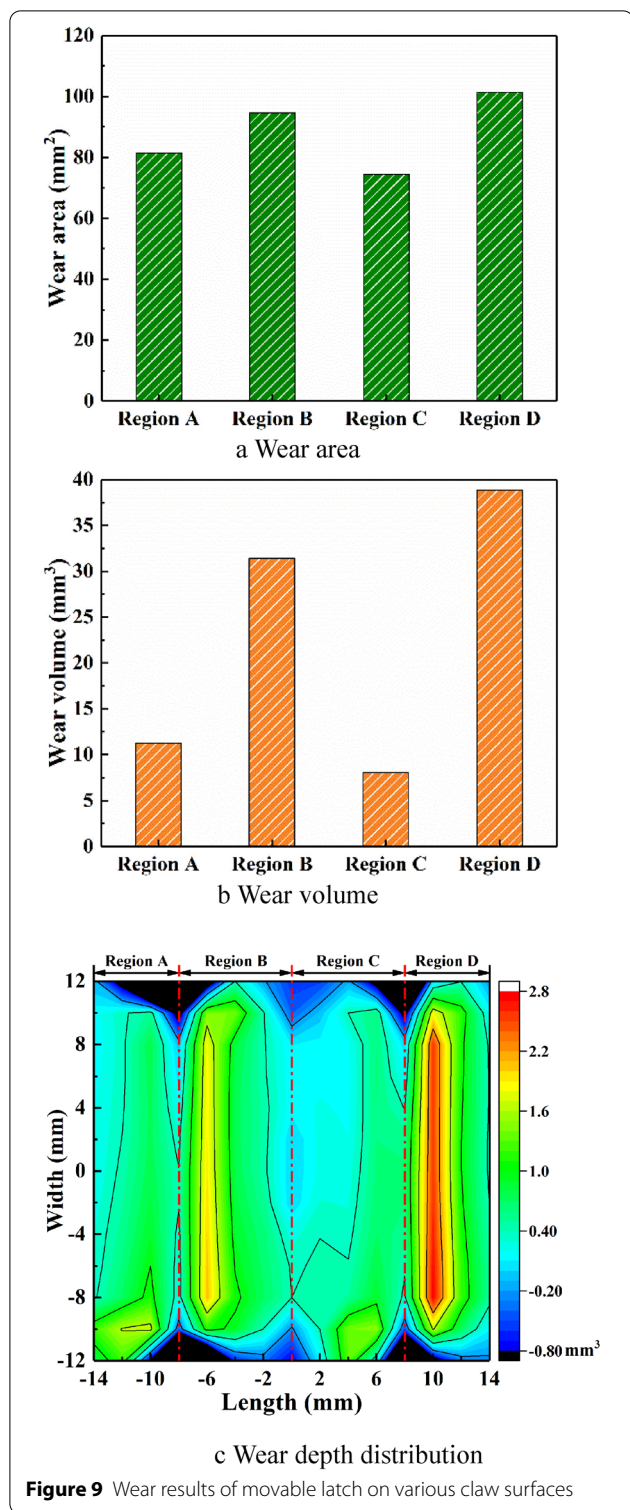 120
100
80
60
40
20
0
Wear area (mm²)
Region A Region B Region C Region D
a Wear area
40
35
30
25
20
15
10
5
0
Wear volume (mm³)
Region A Region B Region C Region D
b Wear volume
Region A Region B Region C Region D
12
8
4
0
-4
-8
-12
Width (mm)
-14 -10 -6 -2 2 6 10 14
Length (mm)
2.8
2.2
1.6
1.0
0.40
-0.20
-0.80 mm³
c Wear depth distribution
Figure 9 Wear results of movable latch on various claw surfaces